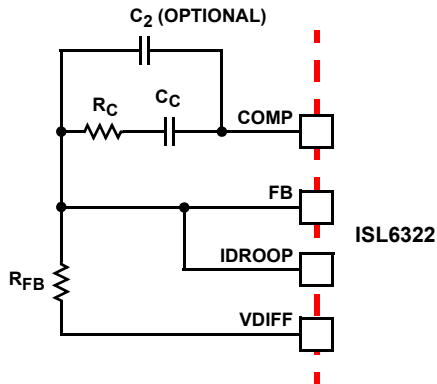 C2 (OPTIONAL)
RC
CC
COMP
FB
ISL6322
IDROOP
RFB
VDIFF